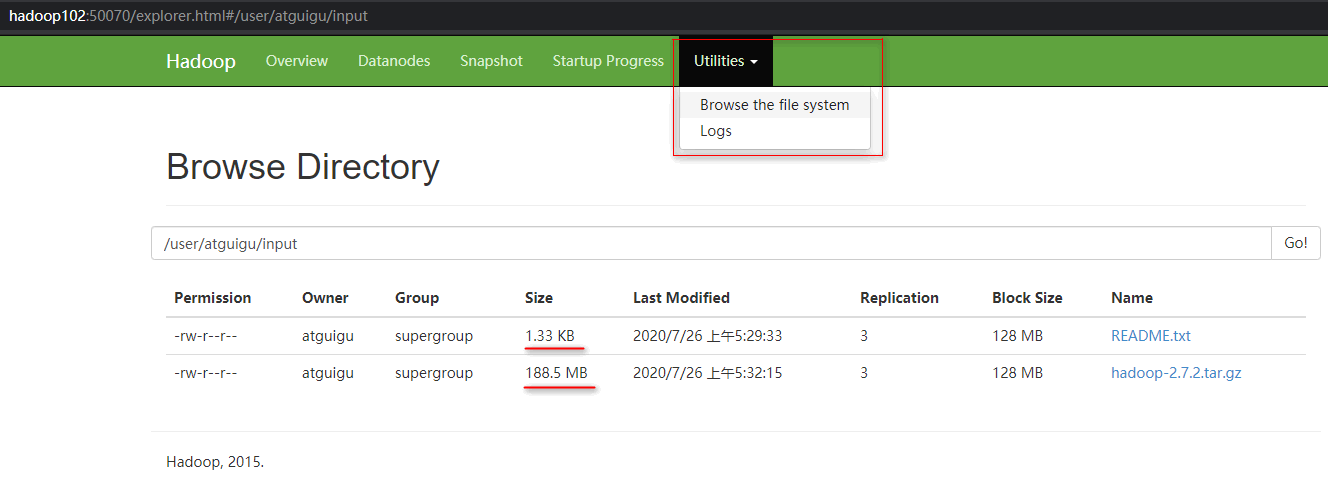 hadoop102:50070/explorer.html#/user/atguigu/input
Hadoop Overview Datanodes Snapshot Startup Progress Utilities
Browse the file system
Logs
Browse Directory
/user/atguigu/input Go!
Permission Owner Group Size Last Modified Replication Block Size Name
-rw-r--r-- atguigu supergroup 1.33 KB 2020/7/26 上午5:29:33 3 128 MB README.txt
-rw-r--r-- atguigu supergroup 188.5 MB 2020/7/26 上午5:32:15 3 128 MB hadoop-2.7.2.tar.gz
Hadoop, 2015.